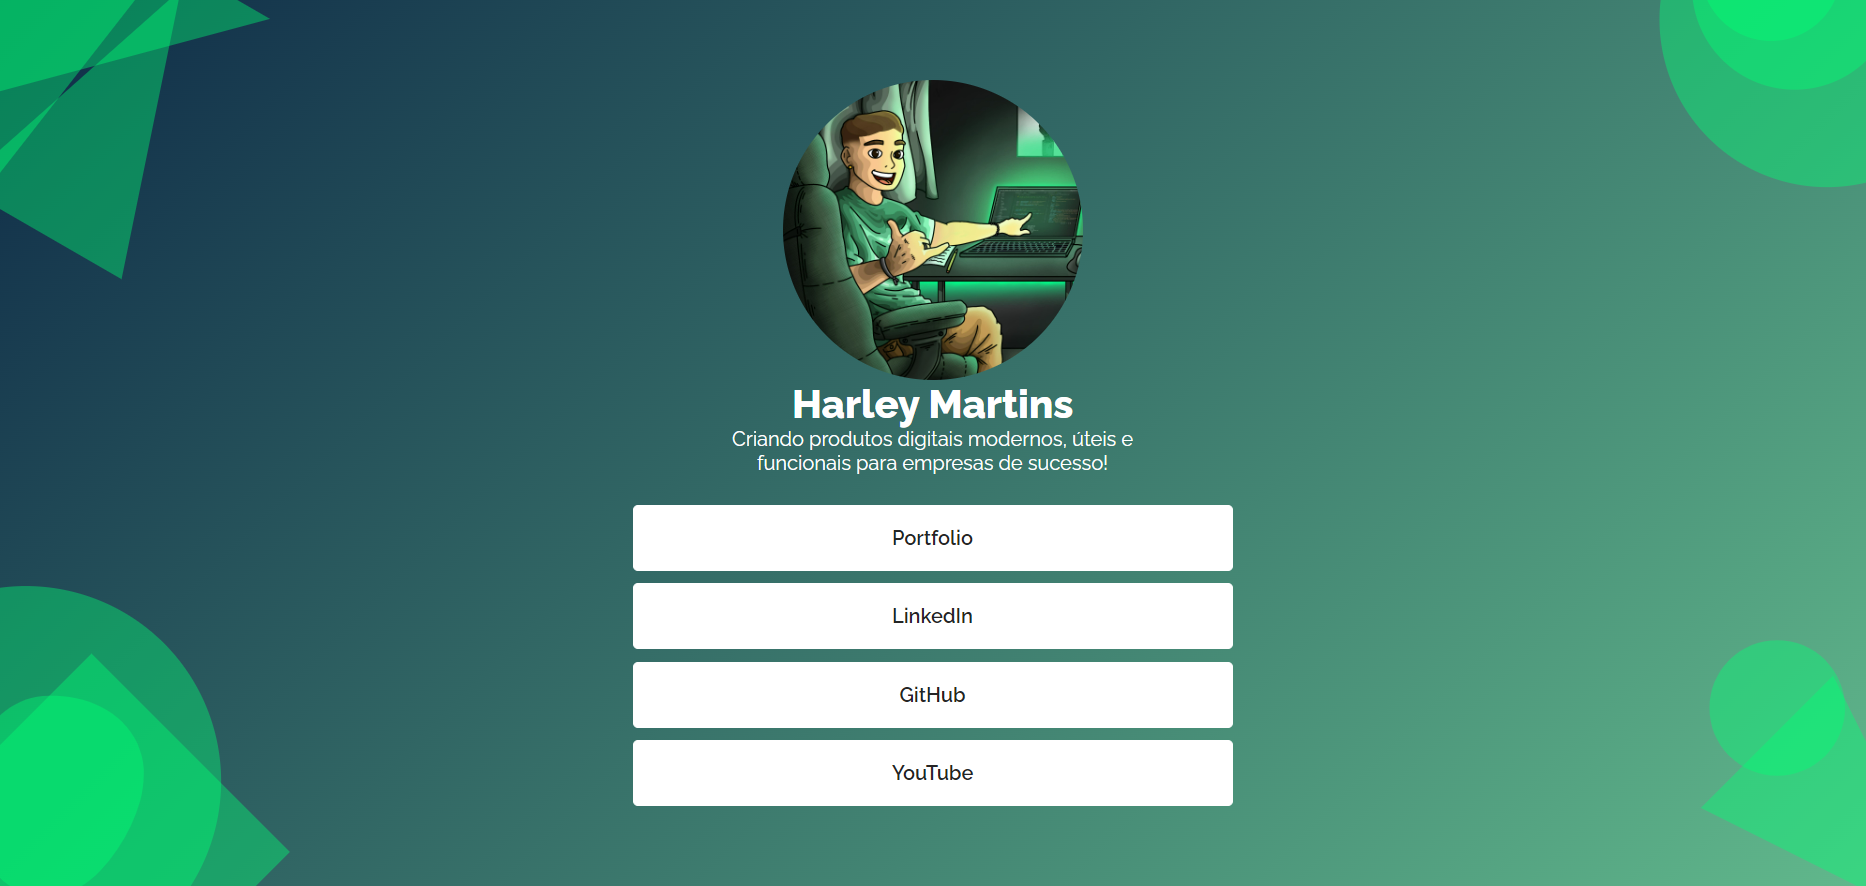 Harley Martins
Criando produtos digitais modernos, úteis e
funcionais para empresas de sucesso!
Portfolio
LinkedIn
GitHub
YouTube